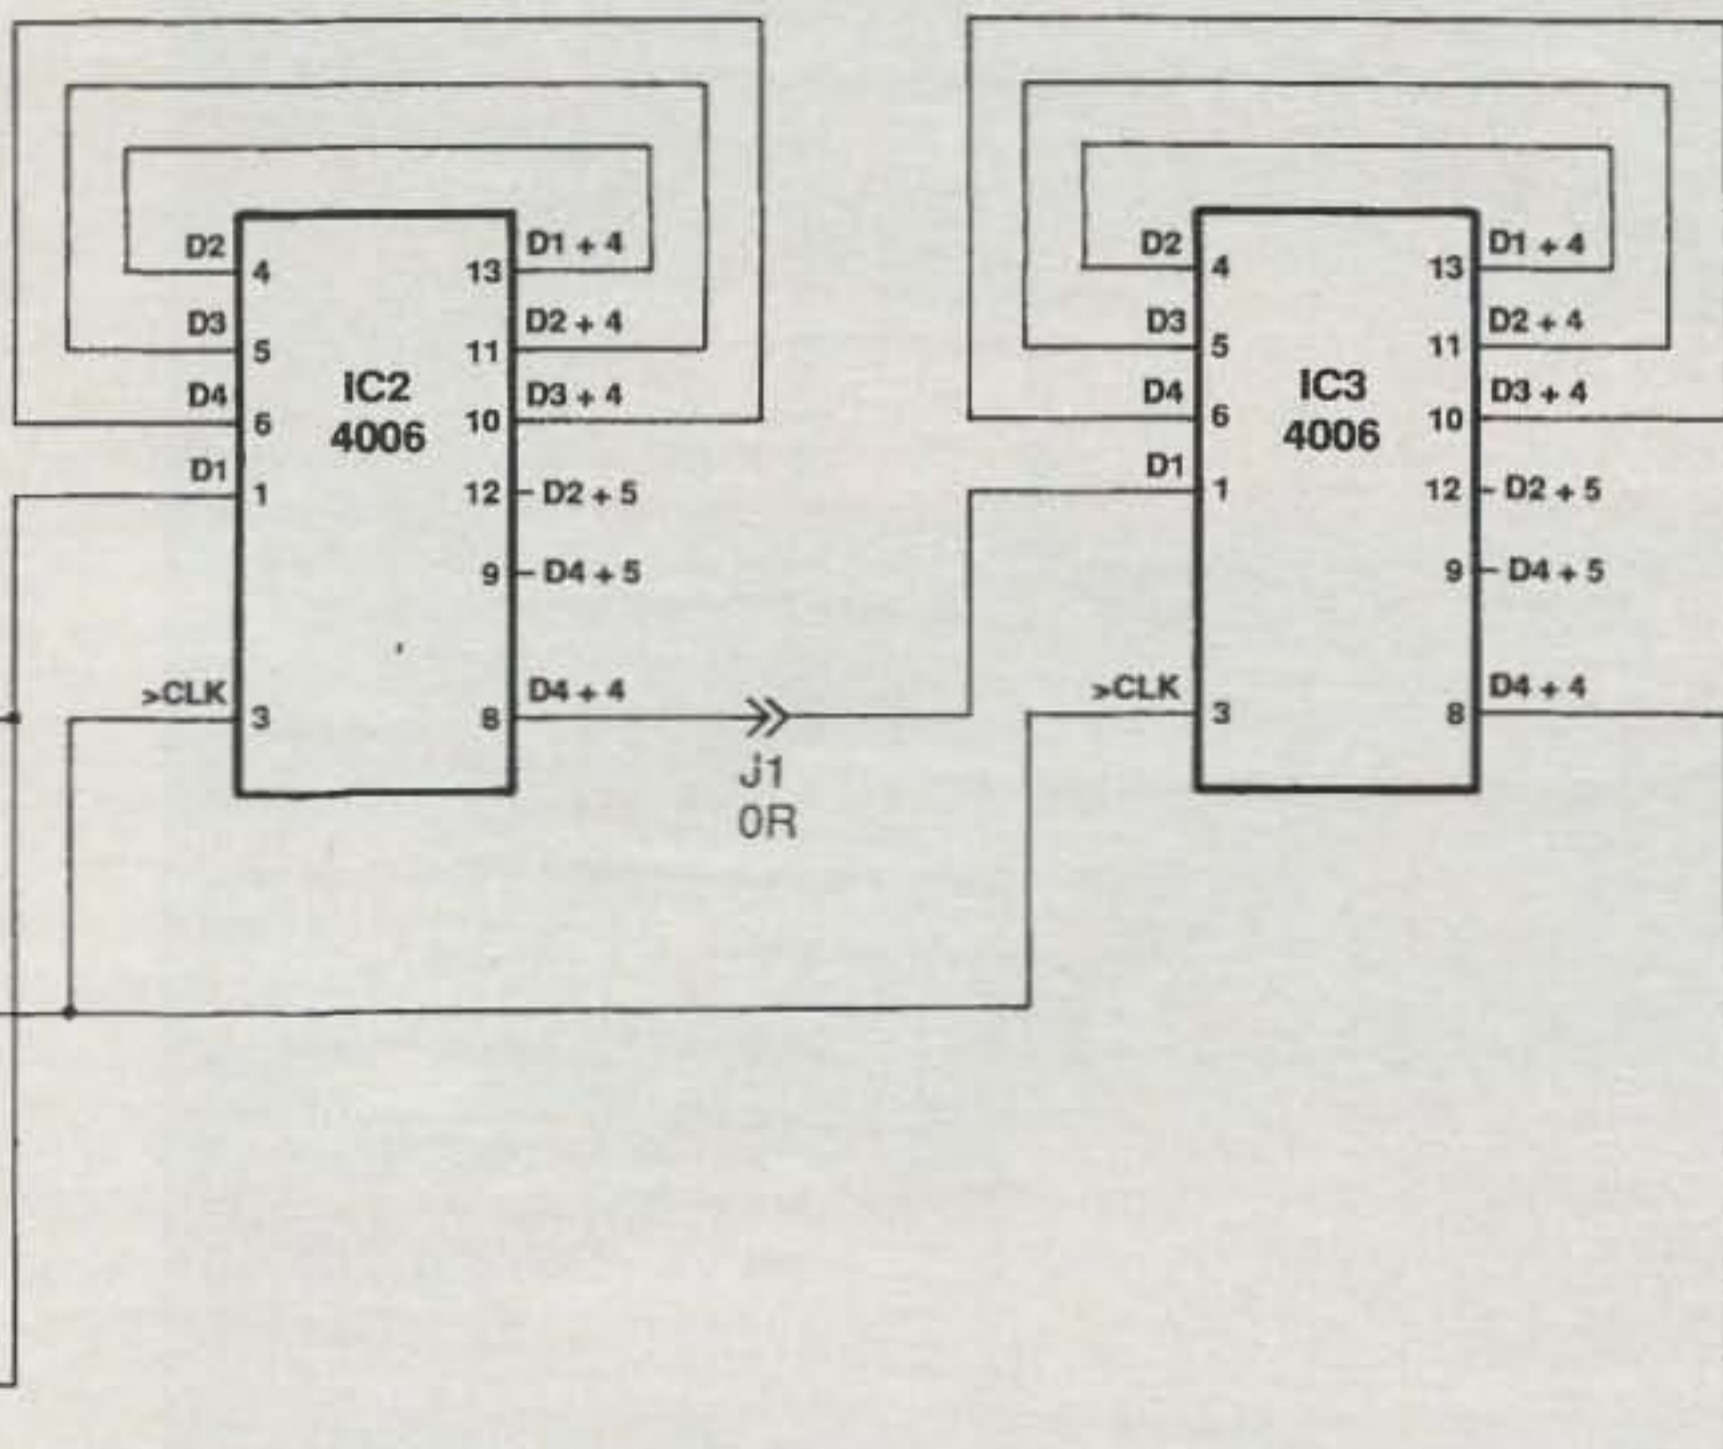 D2
4
D3
5
D4
6
D1
1
>CLK
3
IC2
4006
13
D1 + 4
11
D2 + 4
10
D3 + 4
12
D2 + 5
9
D4 + 5
8
D4 + 4
J1
0R
D2
4
D3
5
D4
6
D1
1
>CLK
3
IC3
4006
13
D1 + 4
11
D2 + 4
10
D3 + 4
12
D2 + 5
9
D4 + 5
8
D4 + 4